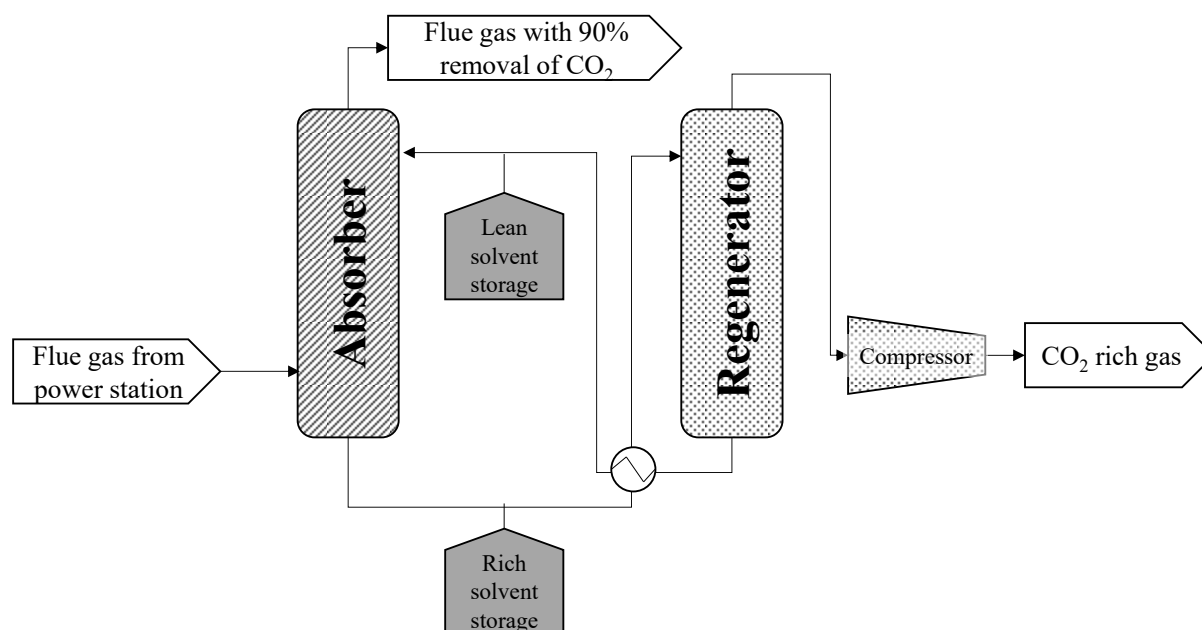 Flue gas with 90%
removal of CO₂
Absorber
Regenerator
Lean
solvent
storage
Flue gas from
power station
Compressor
CO₂ rich gas
Rich
solvent
storage